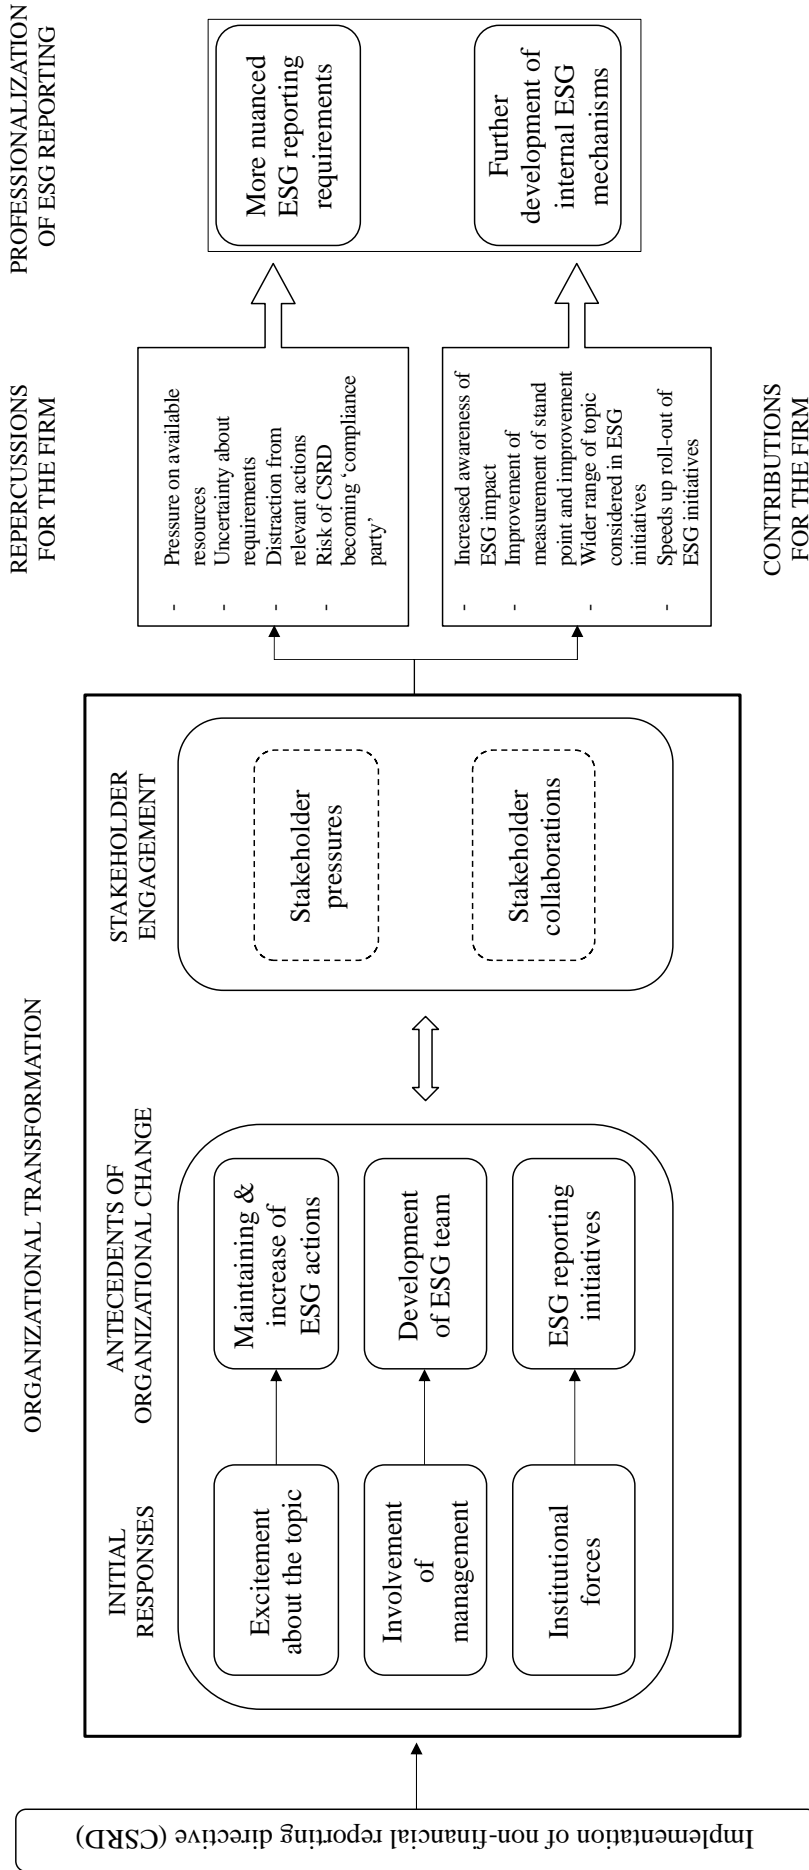 Implementation of non-financial reporting directive (CSRD)
ORGANIZATIONAL TRANSFORMATION
INITIAL
RESPONSES
Excitement
about the topic
Involvement
of
management
Institutional
forces
ANTECEDENTS OF
ORGANIZATIONAL CHANGE
Maintaining &
increase of
ESG actions
Development
of ESG team
ESG reporting
initiatives
STAKEHOLDER
ENGAGEMENT
Stakeholder
pressures
Stakeholder
collaborations
REPERCUSSIONS
FOR THE FIRM
- Pressure on available
resources
- Uncertainty about
requirements
- Distraction from
relevant actions
- Risk of CSRD
becoming ‘compliance
party’
- Increased awareness of
ESG impact
- Improvement of
measurement of stand
point and improvement
- Wider range of topic
considered in ESG
initiatives
- Speeds up roll-out of
ESG initiatives
CONTRIBUTIONS
FOR THE FIRM
PROFESSIONALIZATION
OF ESG REPORTING
More nuanced
ESG reporting
requirements
Further
development of
internal ESG
mechanisms